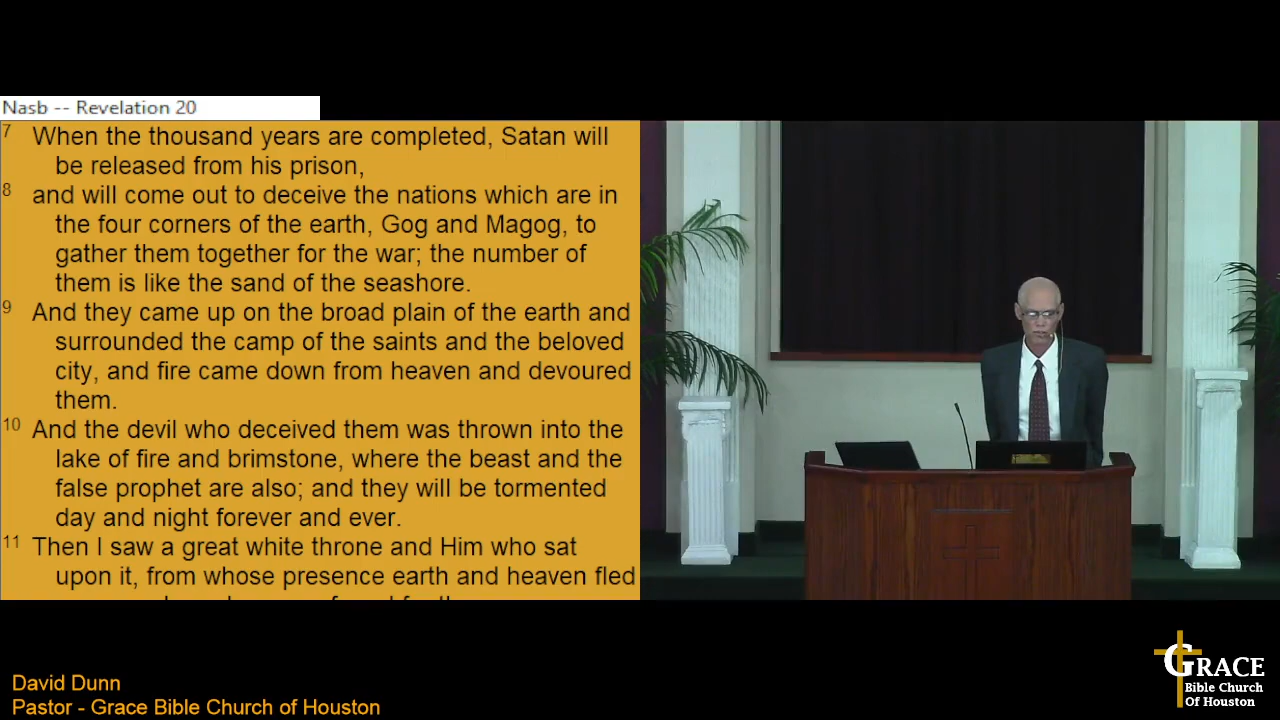 Nasb -- Revelation 20
7 When the thousand years are completed, Satan will
be released from his prison,
8 and will come out to deceive the nations which are in
the four corners of the earth, Gog and Magog, to
gather them together for the war; the number of
them is like the sand of the seashore.
9 And they came up on the broad plain of the earth and
surrounded the camp of the saints and the beloved
city, and fire came down from heaven and devoured
them.
10 And the devil who deceived them was thrown into the
lake of fire and brimstone, where the beast and the
false prophet are also; and they will be tormented
day and night forever and ever.
11 Then I saw a great white throne and Him who sat
upon it, from whose presence earth and heaven fled
David Dunn
Pastor - Grace Bible Church of Houston
GRACE
Bible Church
Of Houston